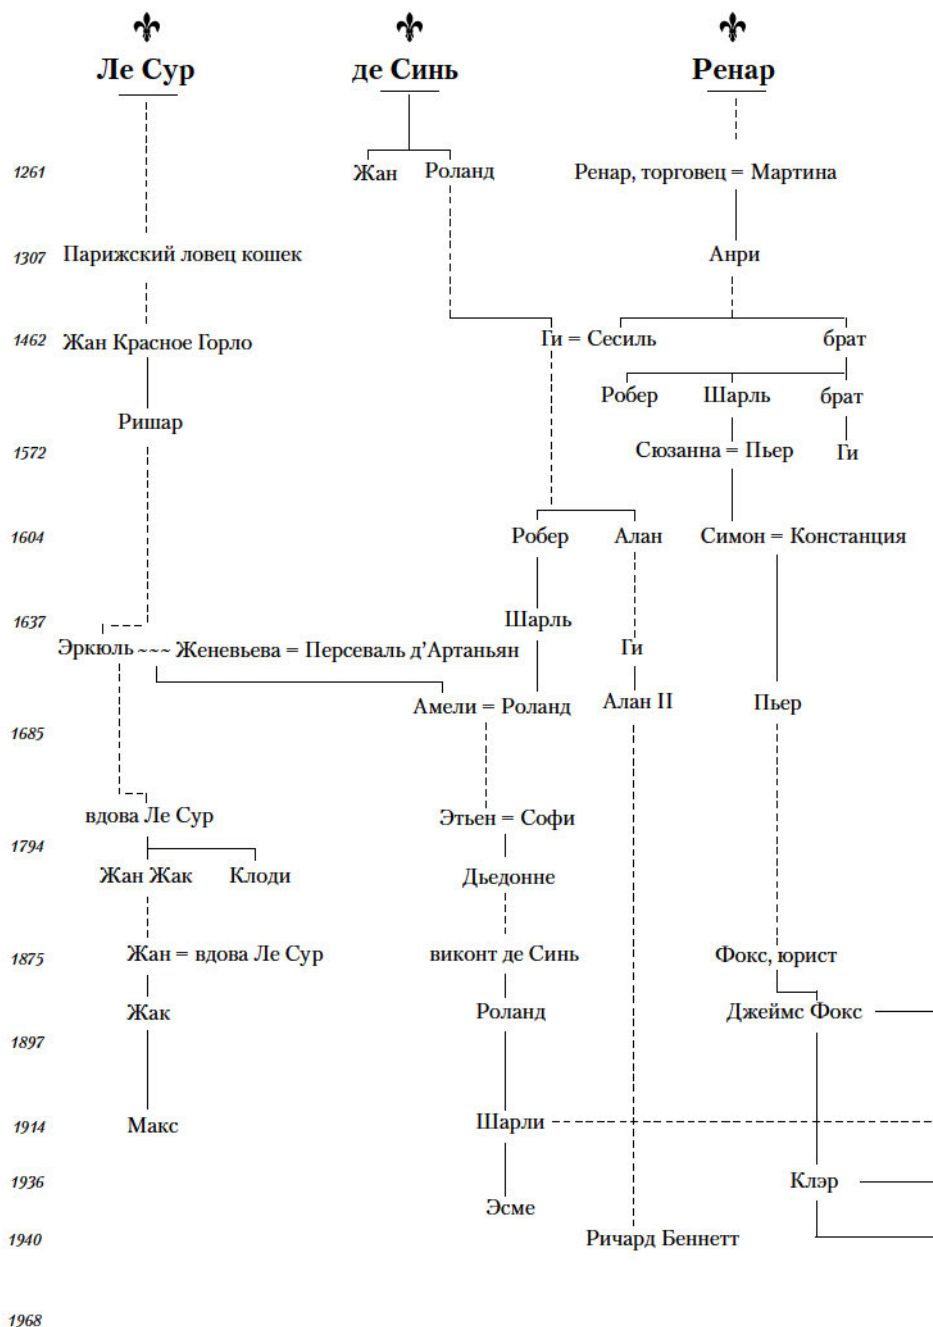 Ле Сур де Синь Ренар
1261 Жан Роланд Ренар, торговец = Мартина
1307 Парижский ловец кошек Анри
1462 Жан Красное Горло Ги = Сесиль брат
Робер Шарль брат
Ришар
1572 Сюзанна = Пьер Ги
1604 Робер Алан Симон = Констанция
1637 Шарль
Эркюль ~~~ Женевьева = Персеваль д’Артаньян Ги
Амели = Роланд Алан II Пьер
1685
вдова Ле Сур Этьен = Софи
1794
Жан Жак Клоди Дьедонне
1875 Жан = вдова Ле Сур виконт де Синь Фокс, юрист
Жак Роланд Джеймс Фокс
1897
1914 Макс Шарли
1936 Клэр
Эсме
1940 Ричард Беннетт
1968